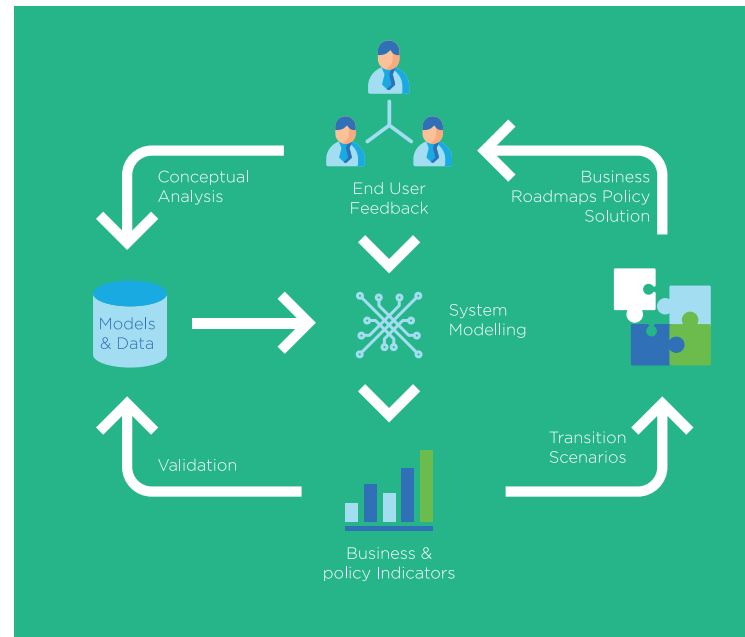 Conceptual
Analysis
End User
Feedback
Business
Roadmaps Policy
Solution
Models
& Data
System
Modelling
Validation
Transition
Scenarios
Business &
policy Indicators